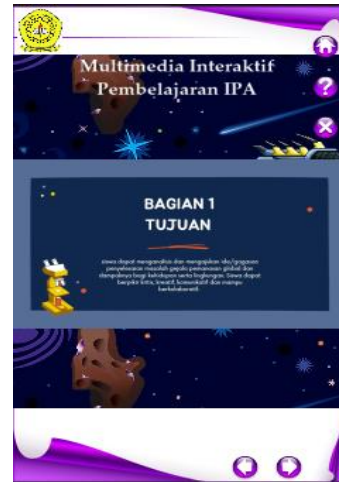 Multimedia Interaktif
Pembelajaran IPA
BAGIAN 1
TUJUAN
siswa dapat menganalisis dan mengajukan ide/gagasan
penyelesaian masalah gejala pemanasan global dan
dampaknya bagi kehidupan serta lingkungan. Siswa dapat
berpikir kritis, kreatif, komunikatif dan mampu
berkolaboratif.